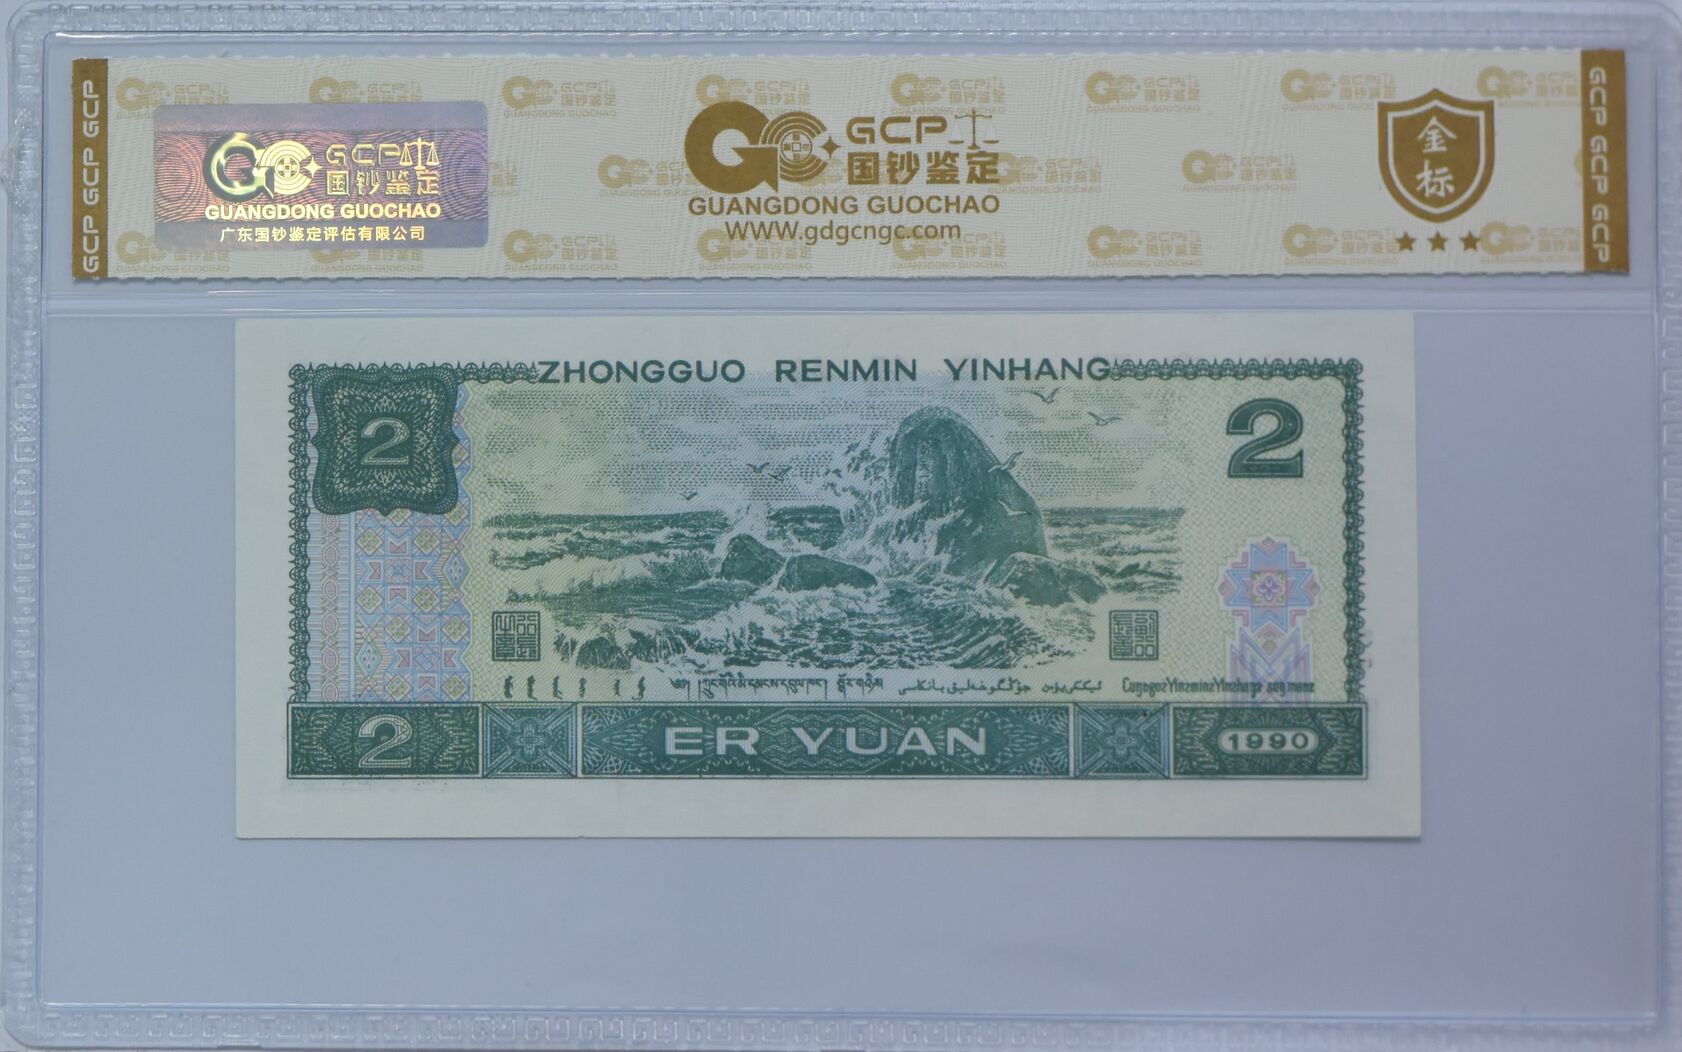 GCP GCP GCP
GCP
国钞鉴定
GUANGDONG GUOCHAO
广东国钞鉴定评估有限公司
GCP
国钞鉴定
GUANGDONG GUOCHAO
www.gdgcngc.com
金标
GCP GCP GCP
ZHONGGUO RENMIN YINHANG
2
2
2
ER YUAN
1990